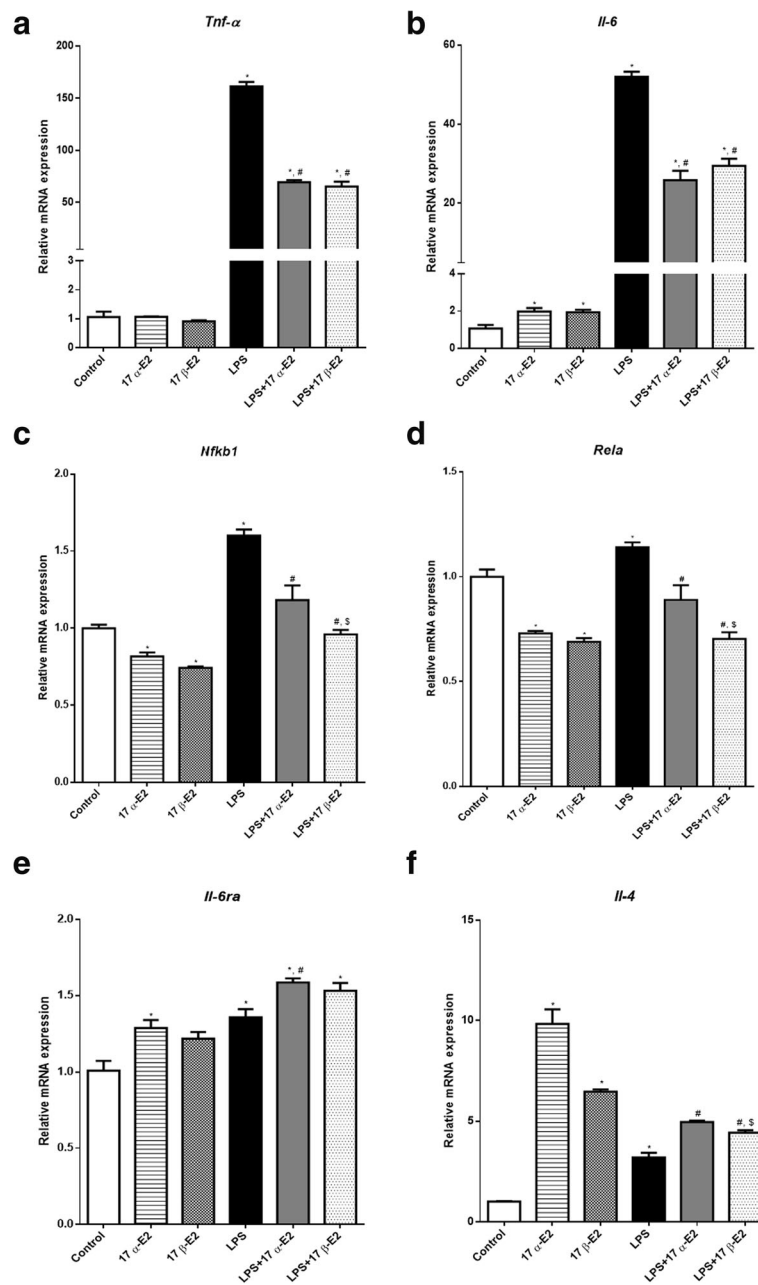 a
Tnf-α
Relative mRNA expression
200
150
100
50
3
2
1
0
*
*, #
*, #
Control
17 α-E2
17 β-E2
LPS
LPS+17 α-E2
LPS+17 β-E2
b
Il-6
Relative mRNA expression
60
40
20
4
2
0
*
*
*
*, #
*, #
Control
17 α-E2
17 β-E2
LPS
LPS+17 α-E2
LPS+17 β-E2
c
Nfkb1
Relative mRNA expression
2.0
1.5
1.0
0.5
0.0
*
*
*
#
#, $
Control
17 α-E2
17 β-E2
LPS
LPS+17 α-E2
LPS+17 β-E2
d
Rela
Relative mRNA expression
1.5
1.0
0.5
0.0
*
*
*
#
#, $
Control
17 α-E2
17 β-E2
LPS
LPS+17 α-E2
LPS+17 β-E2
e
Il-6ra
Relative mRNA expression
2.0
1.5
1.0
0.5
0.0
*
*
*, #
*
Control
17 α-E2
17 β-E2
LPS
LPS+17 α-E2
LPS+17 β-E2
f
Il-4
Relative mRNA expression
15
10
5
0
*
*
*
#
#, $
Control
17 α-E2
17 β-E2
LPS
LPS+17 α-E2
LPS+17 β-E2